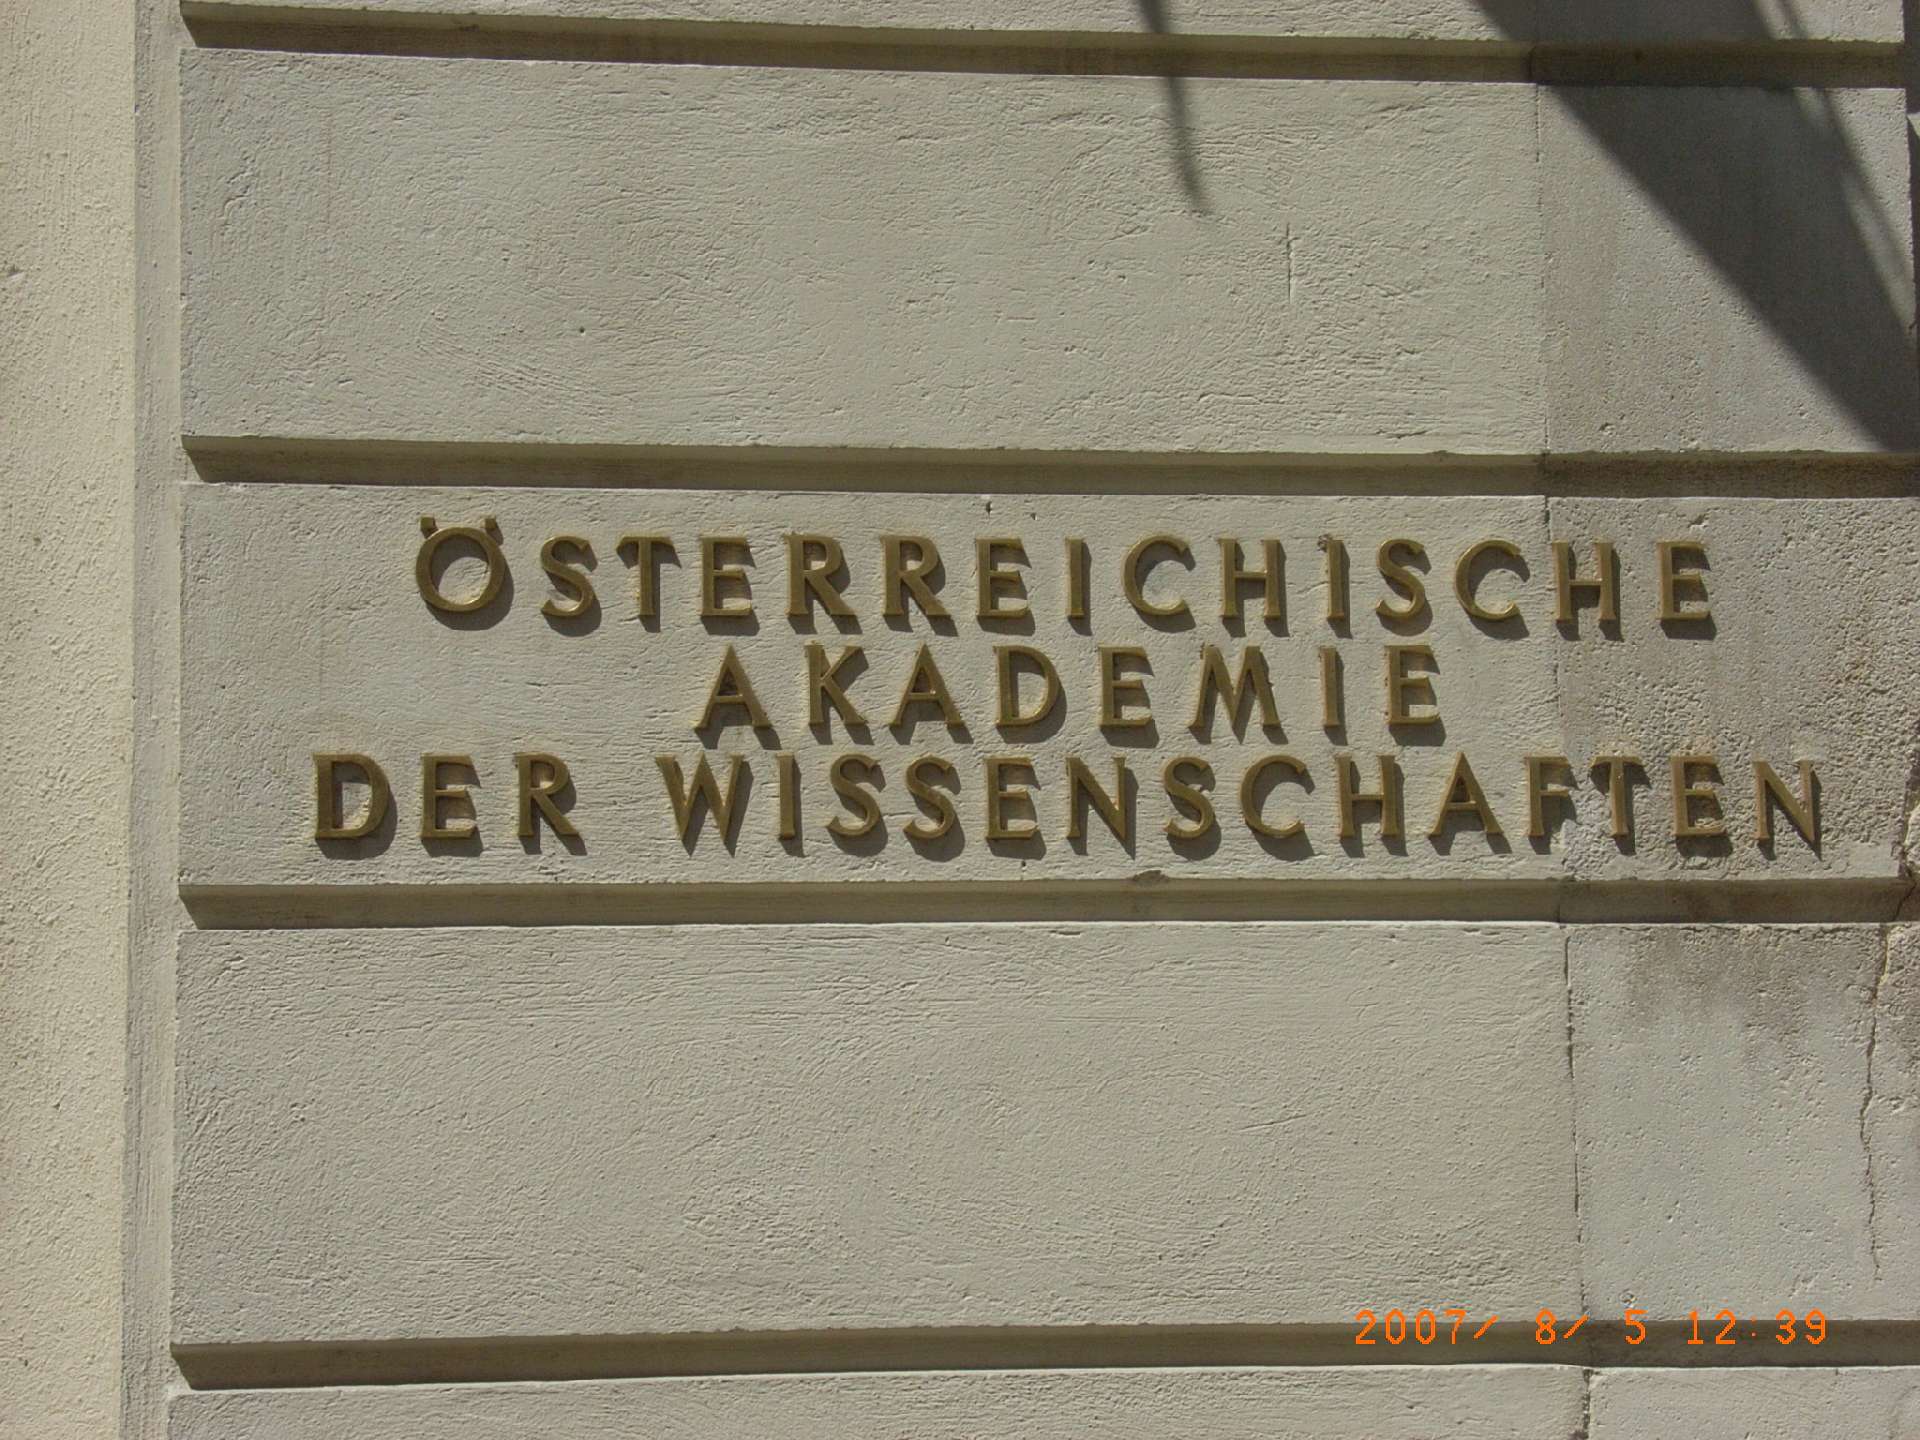 ÖSTERREICHISCHE
AKADEMIE
DER WISSENSCHAFTEN
2007/ 8/ 5 12:39